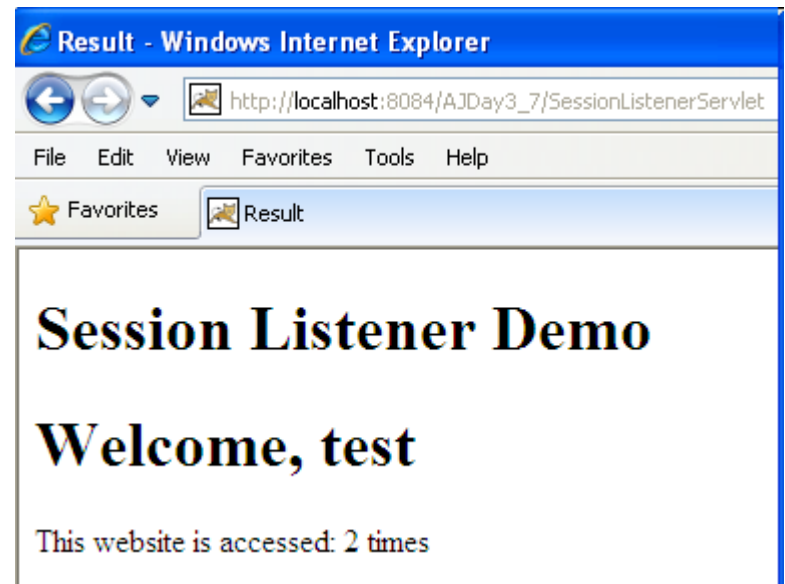 Result - Windows Internet Explorer
http://localhost:8084/AJDay3_7/SessionListenerServlet
File Edit View Favorites Tools Help
Favorites Result
Session Listener Demo
Welcome, test
This website is accessed: 2 times